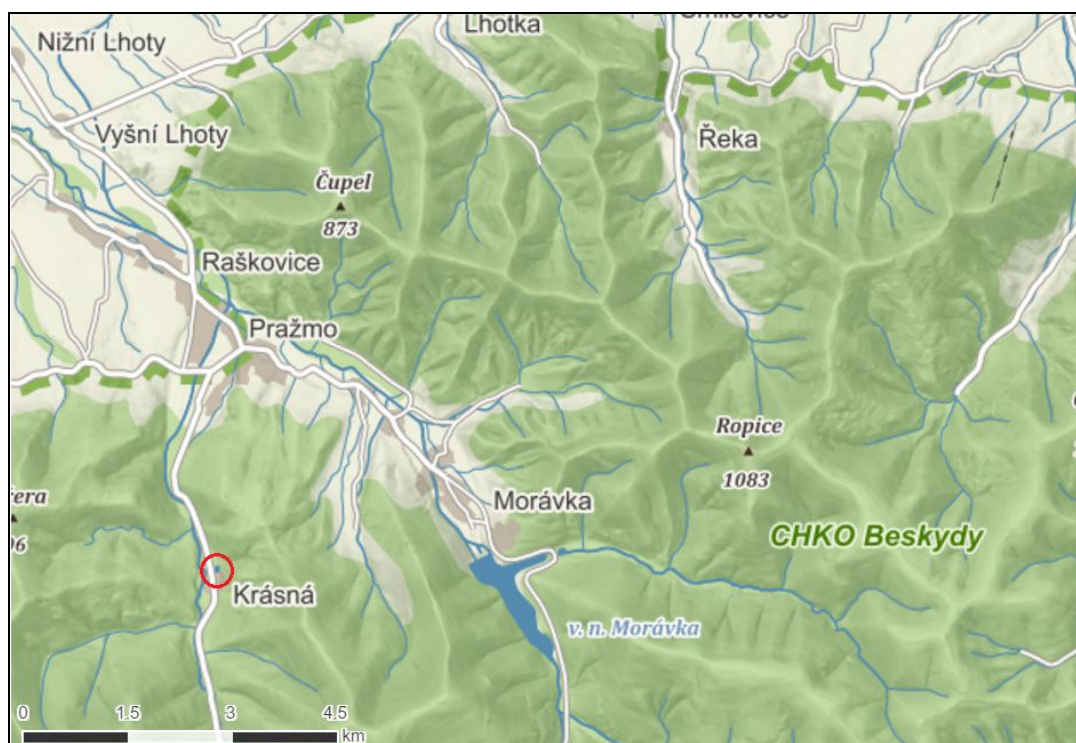 Lhotka
Nižní Lhoty
Vyšní Lhoty
Řeka
Čupel
873
Raškovice
Pražmo
Ropice
1083
Morávka
CHKO Beskydy
Krásná
v. n. Morávka
0 1.5 3 4.5
km